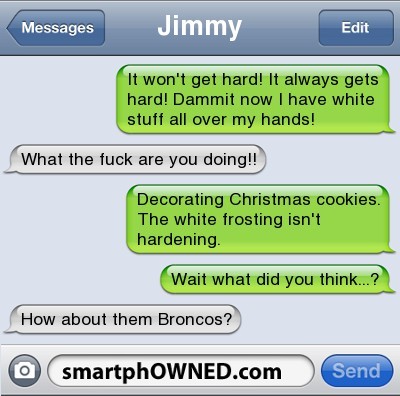 Messages
Jimmy
Edit
It won't get hard! It always gets
hard! Dammit now I have white
stuff all over my hands!
What the fuck are you doing!!
Decorating Christmas cookies.
The white frosting isn't
hardening.
Wait what did you think...?
How about them Broncos?
smartphOWNED.com
Send